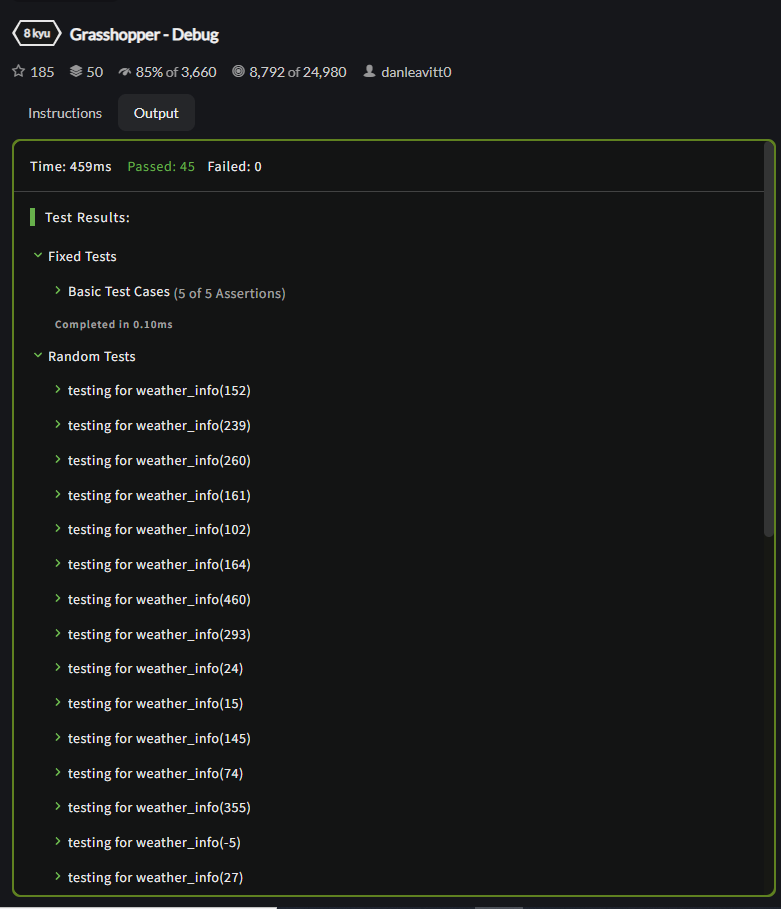 8 kyu Grasshopper - Debug
185 50 85% of 3,660 8,792 of 24,980 danleavitt0
Instructions Output
Time: 459ms Passed: 45 Failed: 0
Test Results:
Fixed Tests
Basic Test Cases (5 of 5 Assertions)
Completed in 0.10ms
Random Tests
testing for weather_info(152)
testing for weather_info(239)
testing for weather_info(260)
testing for weather_info(161)
testing for weather_info(102)
testing for weather_info(164)
testing for weather_info(460)
testing for weather_info(293)
testing for weather_info(24)
testing for weather_info(15)
testing for weather_info(145)
testing for weather_info(74)
testing for weather_info(355)
testing for weather_info(-5)
testing for weather_info(27)